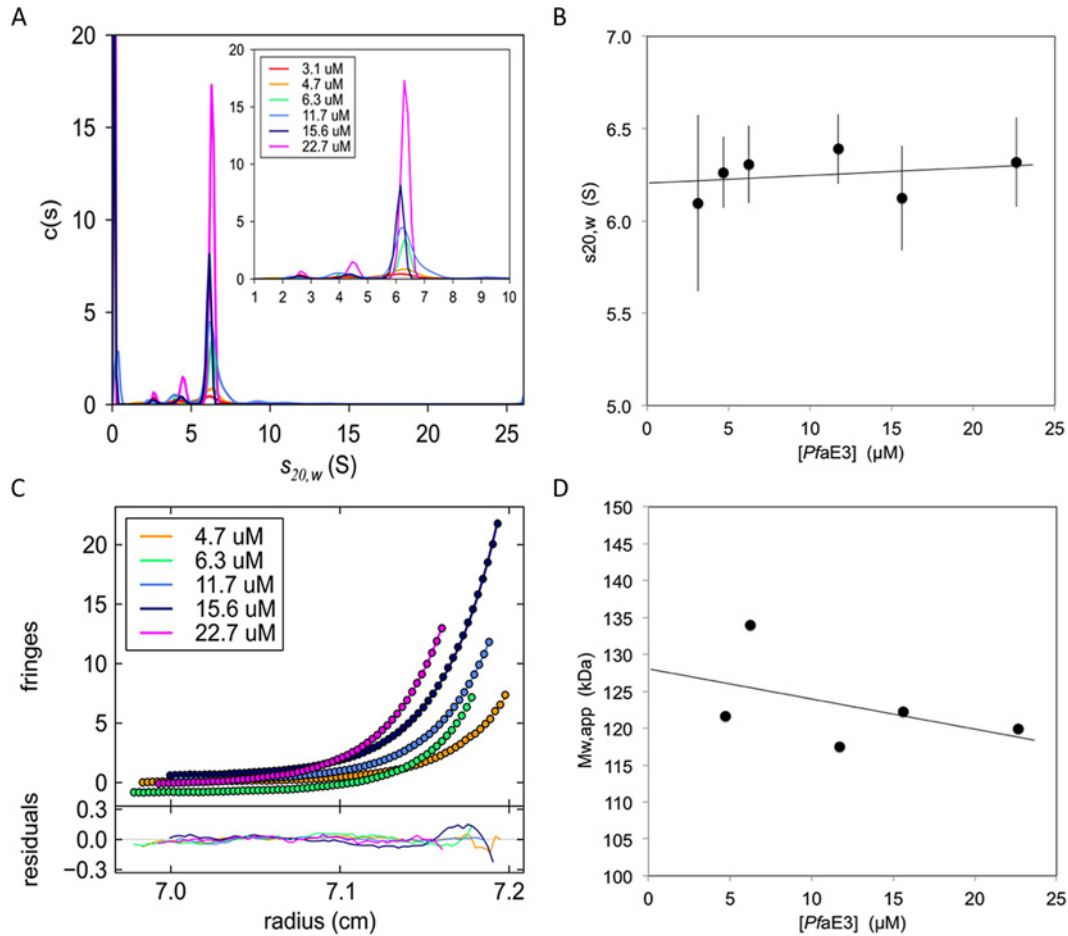 A
20
15
10
5
0
c(s)
0 5 10 15 20 25
s20,w (S)
20
15
10
5
0
3.1 uM
4.7 uM
6.3 uM
11.7 uM
15.6 uM
22.7 uM
1 2 3 4 5 6 7 8 9 10
B
7.0
6.5
6.0
5.5
5.0
s20,w (S)
0 5 10 15 20 25
[PfaE3] (µM)
C
20
15
10
5
0
fringes
4.7 uM
6.3 uM
11.7 uM
15.6 uM
22.7 uM
0.3
0.0
−0.3
residuals
7.0 7.1 7.2
radius (cm)
D
150
145
140
135
130
125
120
115
110
105
100
Mw,app (kDa)
0 5 10 15 20 25
[PfaE3] (µM)